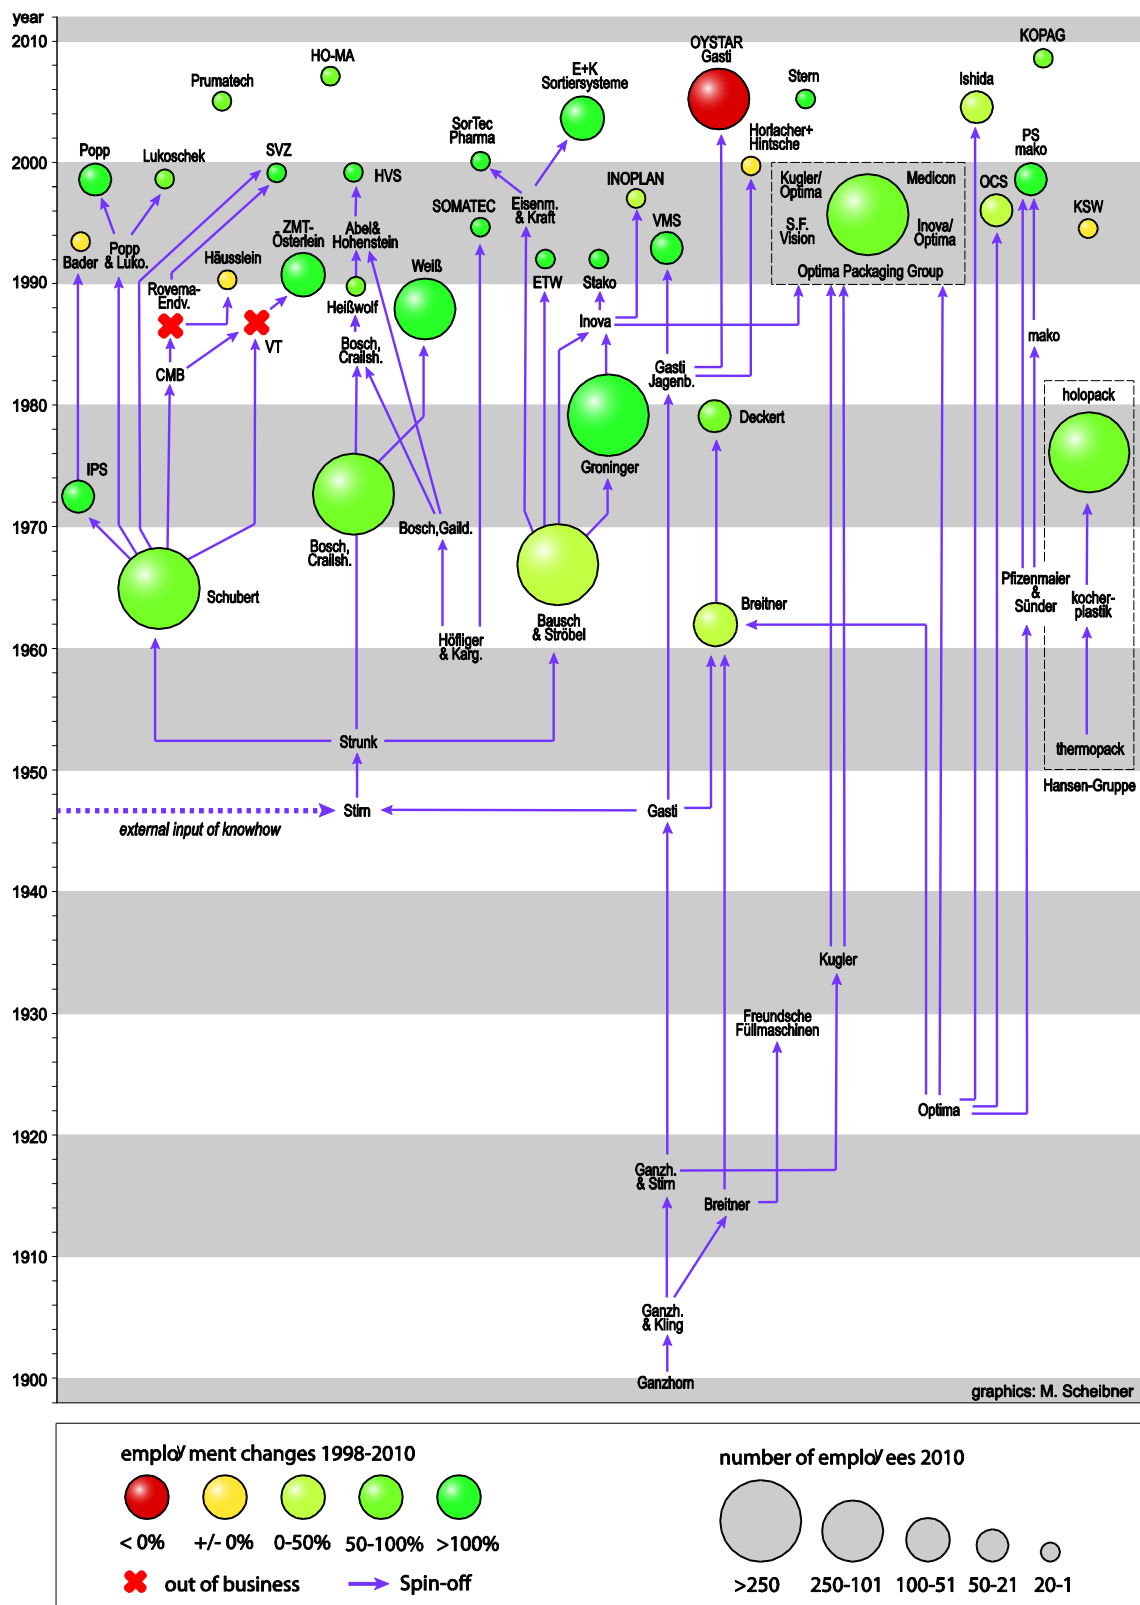 year
2010
KOPAG
OYSTAR
Gasti
HO-MA
E+K
Sortiersysteme
Stern
Ishida
Prumatech
SorTec
Pharma
Horlacher+
Hintsche
PS
mako
Popp
Lukoschek
SVZ
2000
HVS
INOPLAN
Kugler/
Optima
Medicon
OCS
SOMATEC
Eisenm.
& Kraft
VMS
S.F.
Vision
Inova/
Optima
KSW
Abel&
Hohenstein
ZMT-
Österlein
Popp
& Luko.
Bader
Häusslein
Weiß
ETW
Stako
Optima Packaging Group
1990
Rovema-
Endv.
Heißwolf
Inova
VT
Bosch,
Crailsh.
mako
CMB
Gasti
Jagenb.
holopack
1980
Deckert
IPS
Groninger
1970
Bosch,Gaild.
Bosch,
Crailsh.
Schubert
Breitner
Pfizenmaier
&
Sünder
kocher-
plastik
Bausch
& Ströbel
Höfliger
& Karg.
1960
Strunk
thermopack
1950
Hansen-Gruppe
Stirn
Gasti
external input of knowhow
1940
Kugler
1930
Freundsche
Füllmaschinen
Optima
1920
Ganzh.
& Stirn
Breitner
1910
Ganzh.
& Kling
1900
Ganzhorn
graphics: M. Scheibner
employment changes 1998-2010
< 0%
+/- 0%
0-50%
50-100%
>100%
out of business
Spin-off
number of employees 2010
>250
250-101
100-51
50-21
20-1